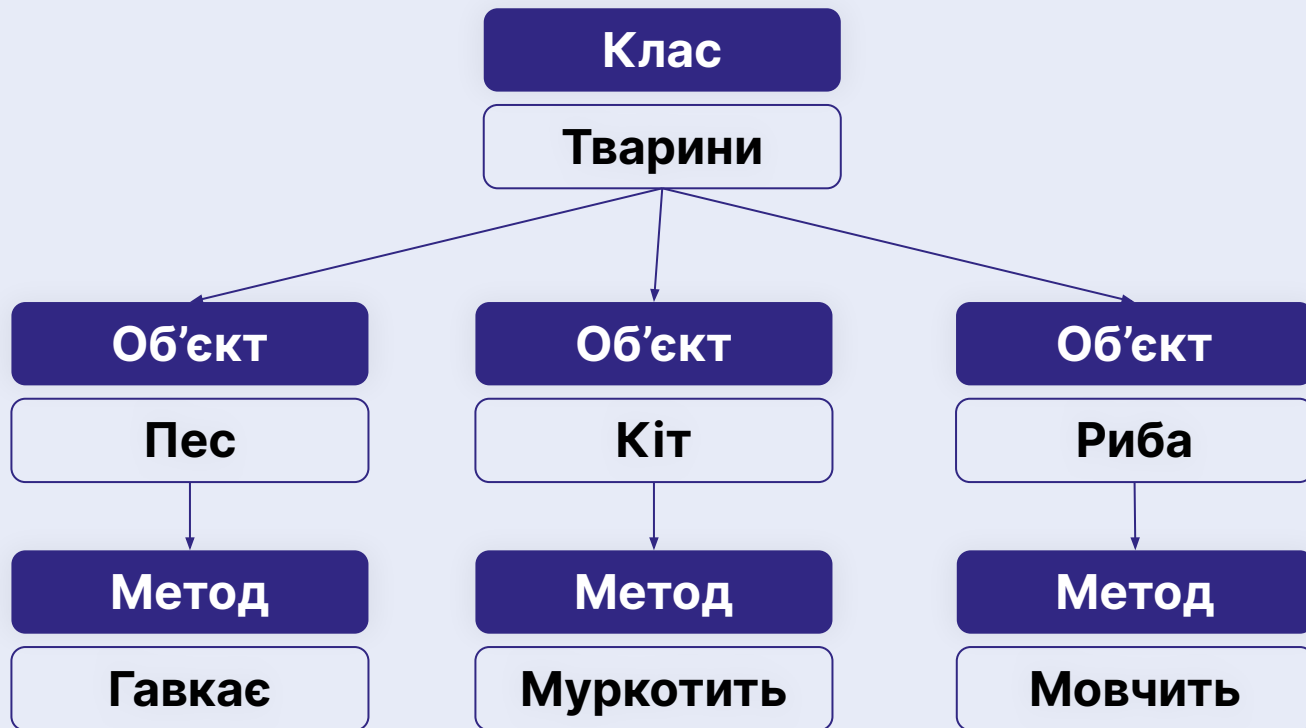 Клас
Тварини
Об’єкт
Об’єкт
Об’єкт
Пес
Кіт
Риба
Метод
Метод
Метод
Гавкає
Муркотить
Мовчить